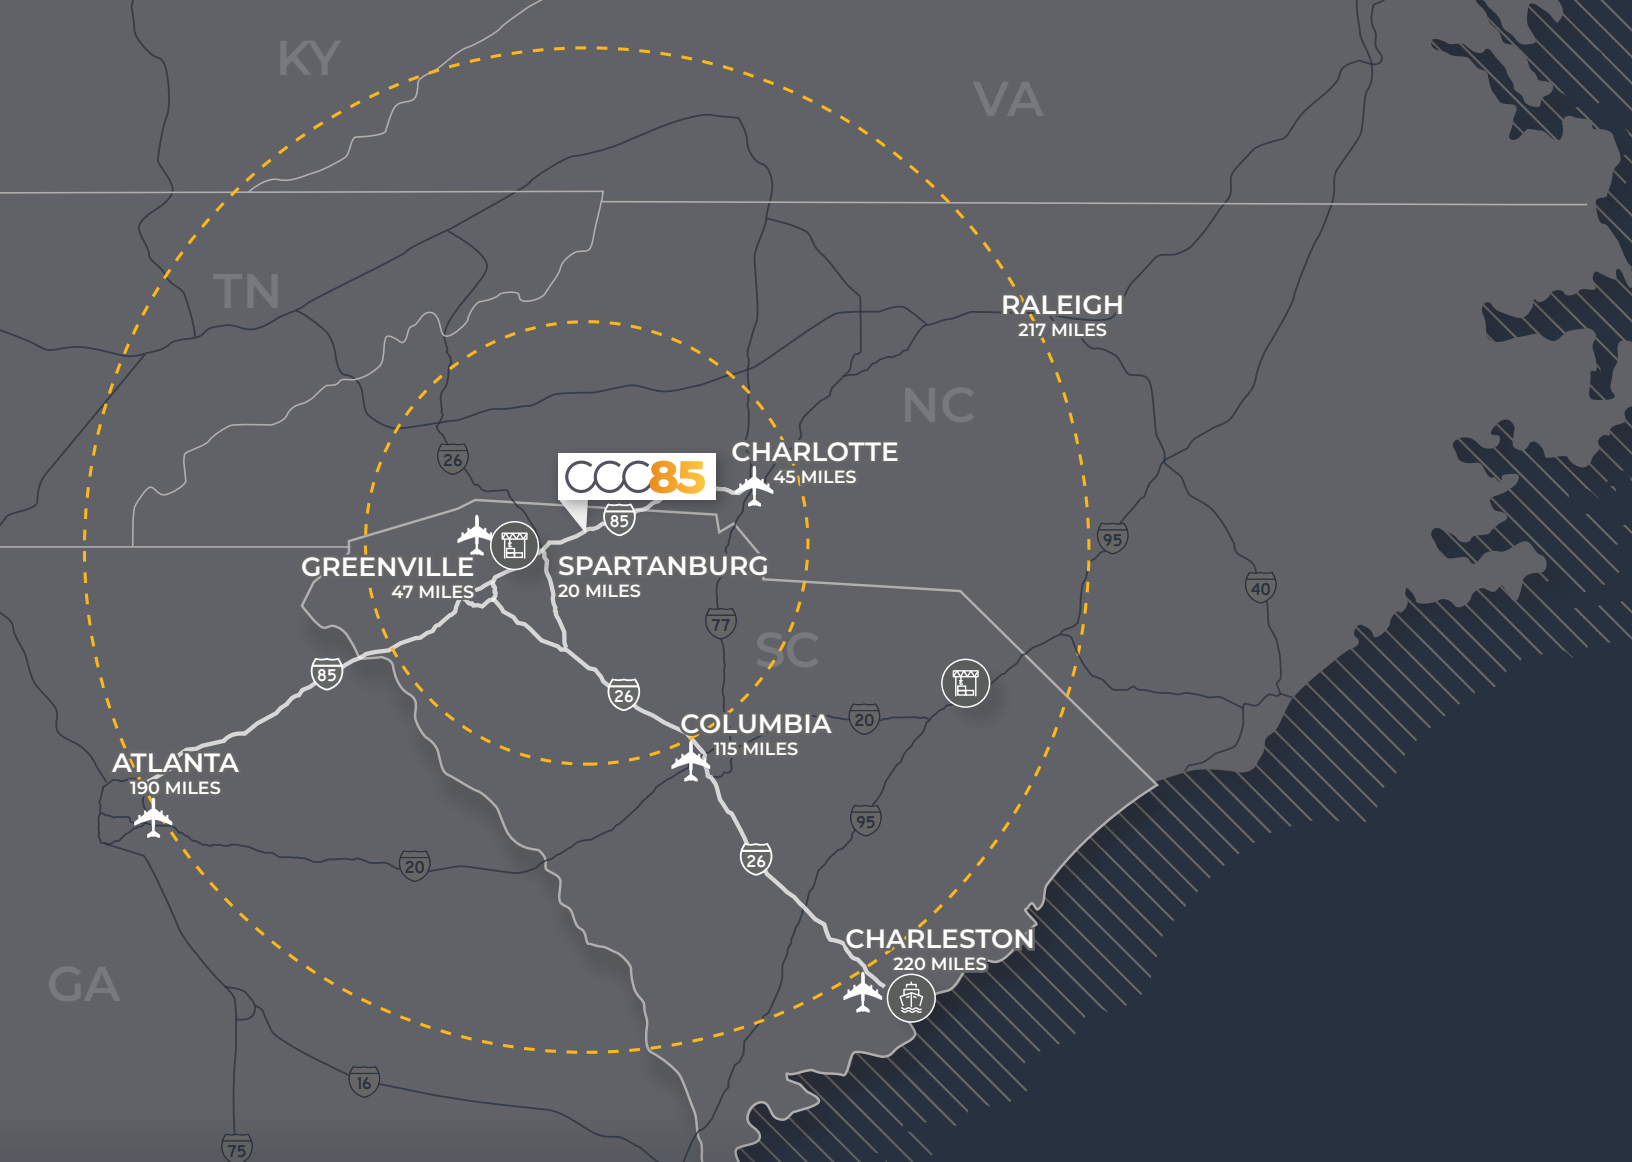 KY
VA
TN
RALEIGH
217 MILES
NC
CHARLOTTE
45 MILES
26
CCC85
85
95
GREENVILLE
47 MILES
SPARTANBURG
20 MILES
40
77
SC
85
26
20
COLUMBIA
115 MILES
ATLANTA
190 MILES
95
26
20
CHARLESTON
220 MILES
GA
16
75